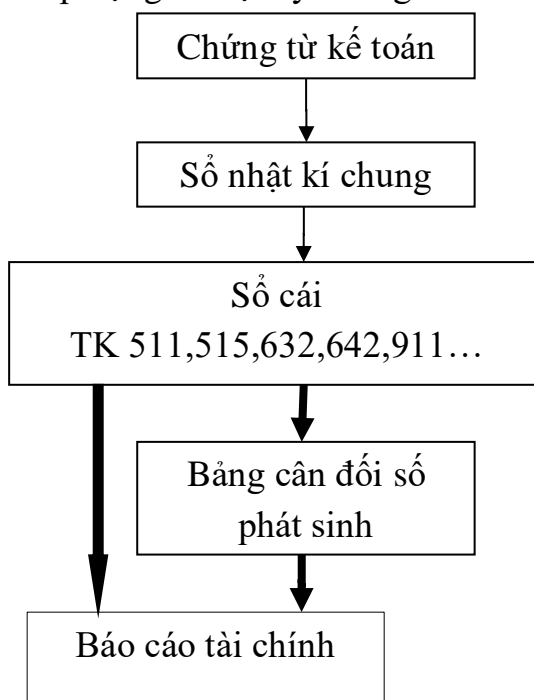 Chứng từ kế toán
Sổ nhật kí chung
Sổ cái
TK 511,515,632,642,911…
Bảng cân đối số
phát sinh
Báo cáo tài chính